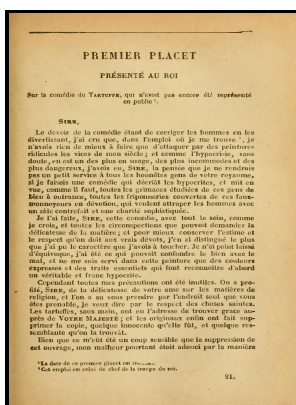 PREMIER PLACET
PRÉSENTÉ AU ROI
Sur la comédie du TARTUFFE, qui n'avoit pas encore été représenté
en public¹.
SIRE,
Le devoir de la comédie étant de corriger les hommes en les
divertissant, j'ai cru que, dans l'emploi où je me trouve², je
n'avois rien de mieux à faire que d'attaquer par des peintures
ridicules les vices de mon siècle; et comme l'hypocrisie, sans
doute, en est un des plus en usage, des plus incommodes et des
plus dangereux, j'avois eu, SIRE, la pensée que je ne rendrois
pas un petit service à tous les honnêtes gens de votre royaume,
si je faisois une comédie qui décriât les hypocrites, et mît en
vue, comme il faut, toutes les grimaces étudiées de ces gens de
bien à outrance, toutes les friponneries couvertes de ces faux-
monnoyeurs en dévotion, qui veulent attraper les hommes avec
un zèle contrefait et une charité sophistiquée.
Je l'ai faite, SIRE, cette comédie, avec tout le soin, comme
je crois, et toutes les circonspections que pouvoit demander la
délicatesse de la matière; et pour mieux conserver l'estime et
le respect qu'on doit aux vrais dévots, j'en ai distingué le plus
que j'ai pu le caractère que j'avois à toucher. Je n'ai point laissé
d'équivoque, j'ai ôté ce qui pouvoit confondre le bien avec le
mal, et ne me suis servi dans cette peinture que des couleurs
expresses et des traits essentiels qui font reconnoître d'abord
un véritable et franc hypocrite.
Cependant toutes mes précautions ont été inutiles. On a pro-
fité, SIRE, de la délicatesse de votre âme sur les matières de
religion, et l'on a su vous prendre par l'endroit seul que vous
êtes prenable, je veux dire par le respect des choses saintes.
Les tartuffes, sous main, ont eu l'adresse de trouver grâce au-
près de VOTRE MAJESTÉ; et les originaux enfin ont fait sup-
primer la copie, quelque innocente qu'elle fût, et quelque res-
semblante qu'on la trouvât.
Bien que ce m'ait été un coup sensible que la suppression de
cet ouvrage, mon malheur pourtant étoit adouci par la manière
¹ La date de ce premier placet est
² Cet emploi est celui de chef de la troupe du roi.
21.